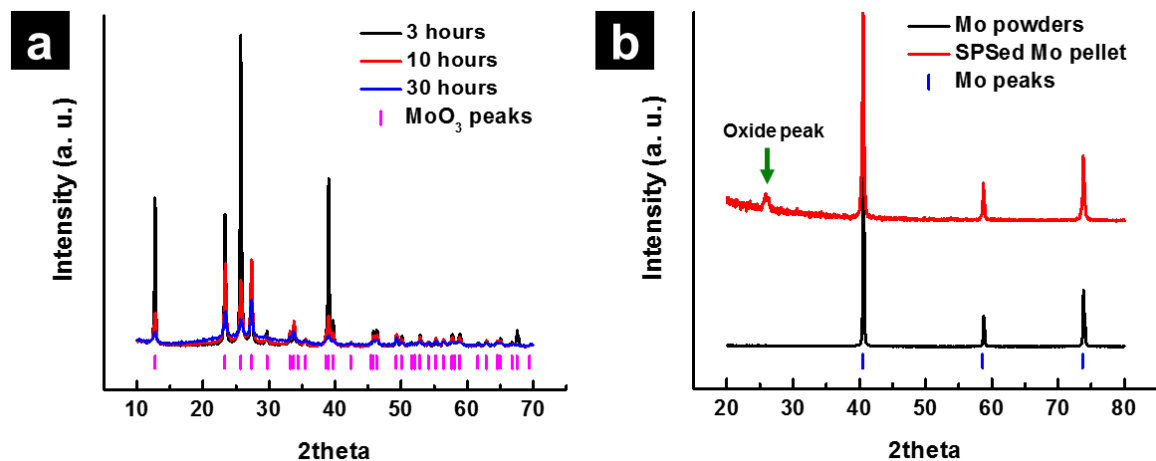 a
3 hours
10 hours
30 hours
MoO₃ peaks
Intensity (a. u.)
10 20 30 40 50 60 70
2theta
b
Mo powders
SPSed Mo pellet
Mo peaks
Oxide peak
Intensity (a. u.)
20 30 40 50 60 70 80
2theta